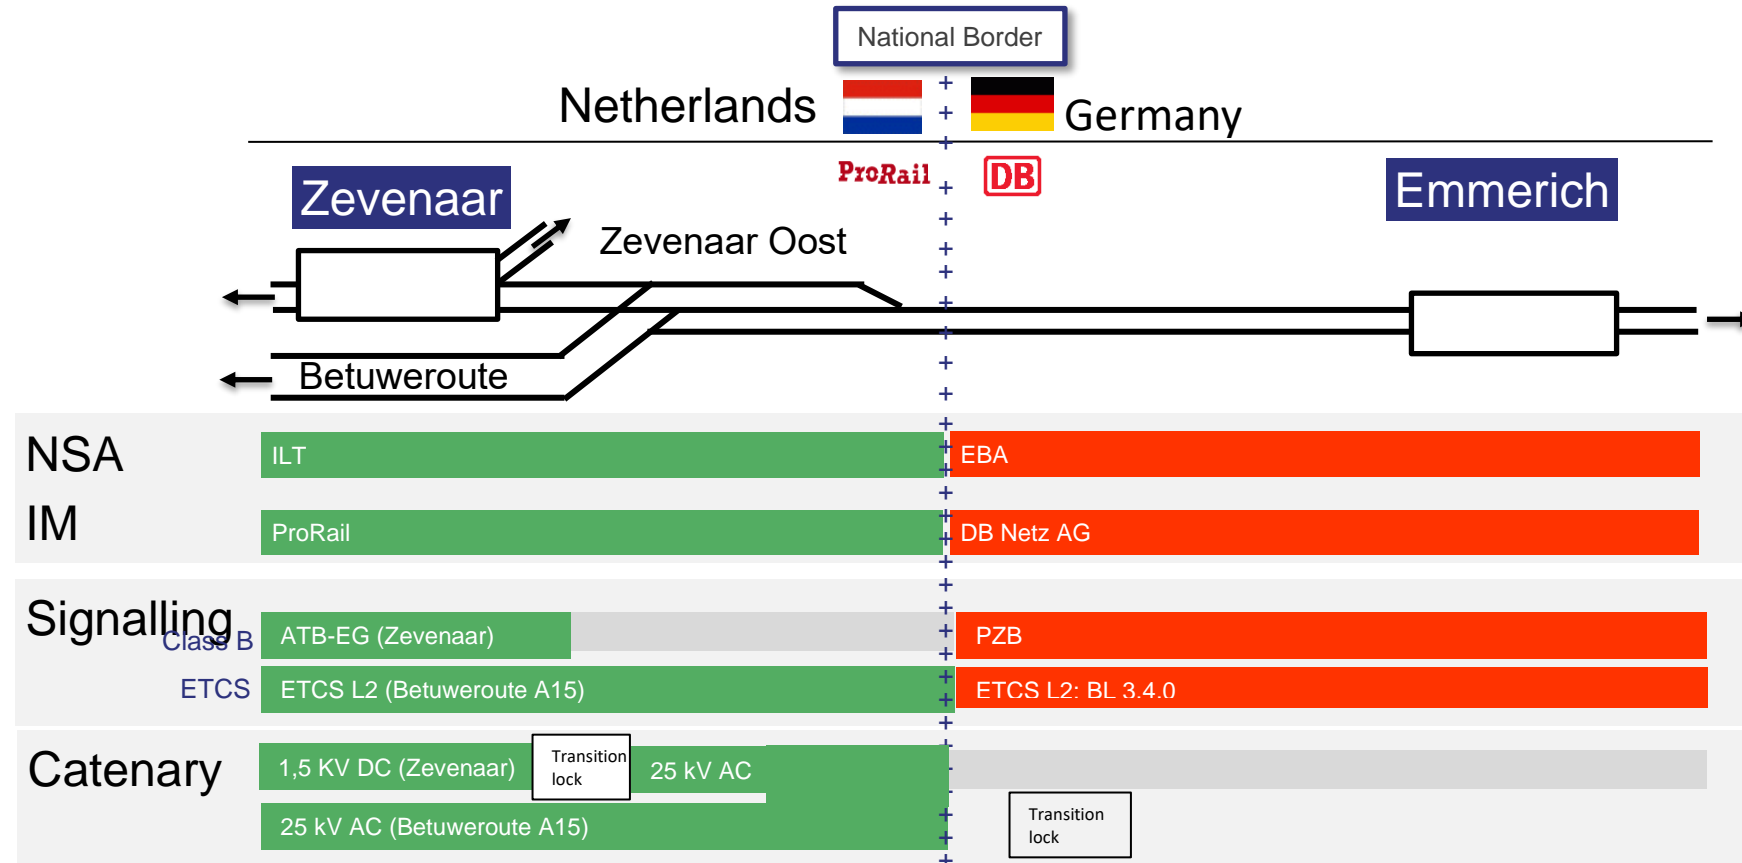 National Border
Netherlands
Germany
ProRail
DB
Zevenaar
Emmerich
Zevenaar Oost
Betuweroute
NSA
ILT
EBA
IM
ProRail
DB Netz AG
Signalling
Class B
ATB-EG (Zevenaar)
PZB
ETCS
ETCS L2 (Betuweroute A15)
ETCS L2: BL 3.4.0
Catenary
1,5 KV DC (Zevenaar)
Transition
lock
25 kV AC
25 kV AC (Betuweroute A15)
Transition
lock